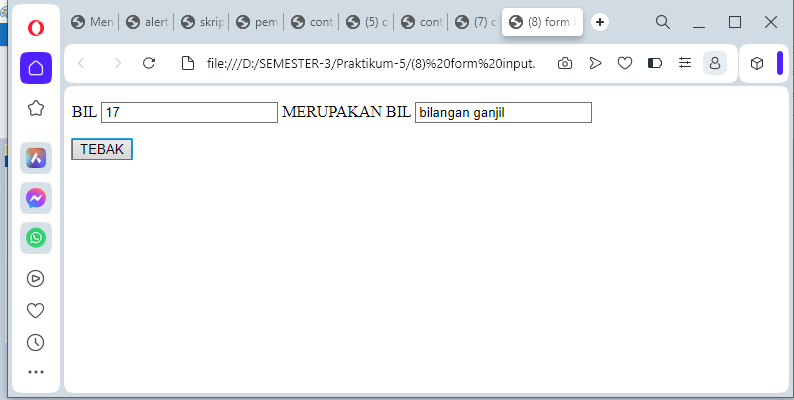 Men alert skrip pem cont (5) c cont (7) c (8) form i
file:///D:/SEMESTER-3/Praktikum-5/(8)%20form%20input.
BIL 17 MERUPAKAN BIL bilangan ganjil
TEBAK